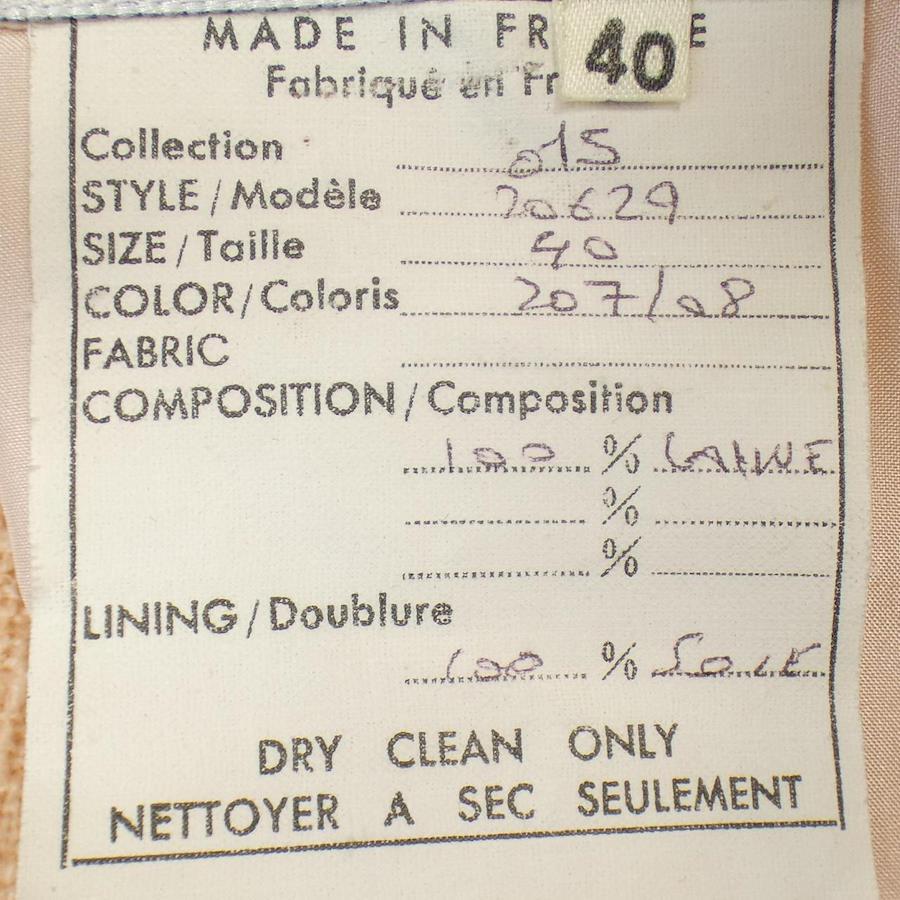 MADE IN FR E
40
Fabriqué en Fr
Collection 015
STYLE / Modèle 20629
SIZE / Taille 40
COLOR / Coloris 207/08
FABRIC
COMPOSITION / Composition
100 % LAINE
%
%
LINING / Doublure
100 % SOIE
DRY CLEAN ONLY
NETTOYER A SEC SEULEMENT